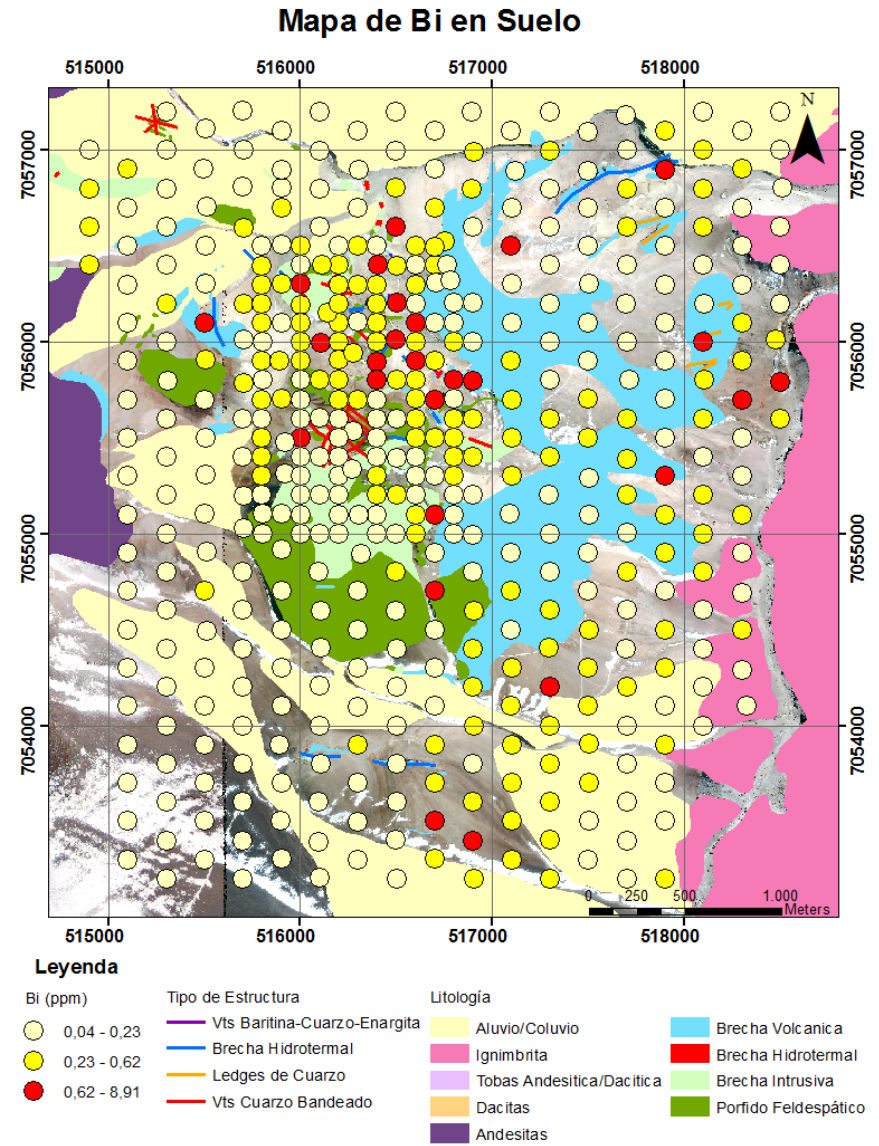 Mapa de Bi en Suelo
515000 516000 517000 518000
N
7057000 7057000
7056000 7056000
7055000 7055000
7054000 7054000
0 250 500 1.000
Meters
515000 516000 517000 518000
Leyenda
Bi (ppm)
0,04 - 0,23
0,23 - 0,62
0,62 - 8,91
Tipo de Estructura
Vts Baritina-Cuarzo-Enargita
Brecha Hidrotermal
Ledges de Cuarzo
Vts Cuarzo Bandeado
Litología
Aluvio/Coluvio
Ignimbrita
Tobas Andesitica/Dacitica
Dacitas
Andesitas
Brecha Volcanica
Brecha Hidrotermal
Brecha Intrusiva
Porfido Feldespático